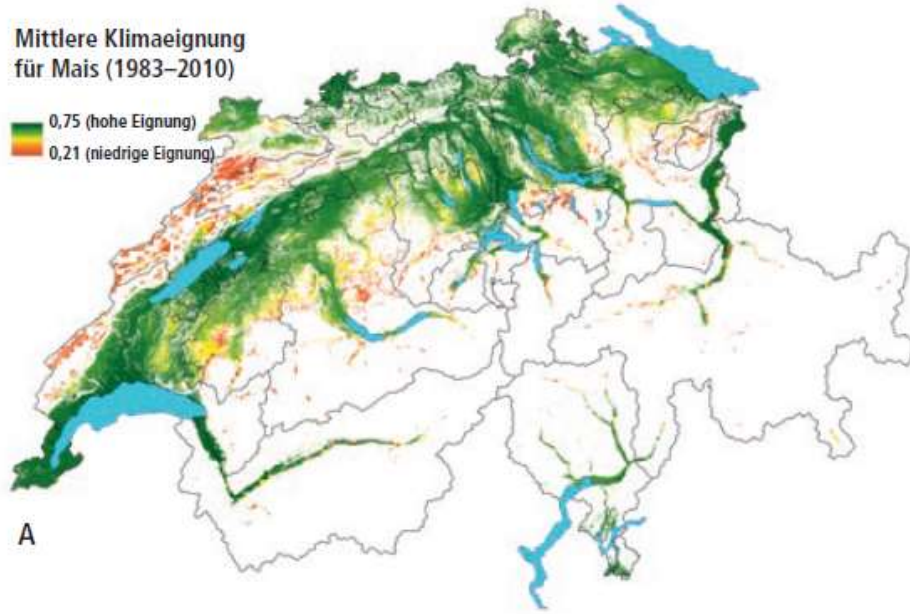 Mittlere Klimaeignung
für Mais (1983–2010)
0,75 (hohe Eignung)
0,21 (niedrige Eignung)
A